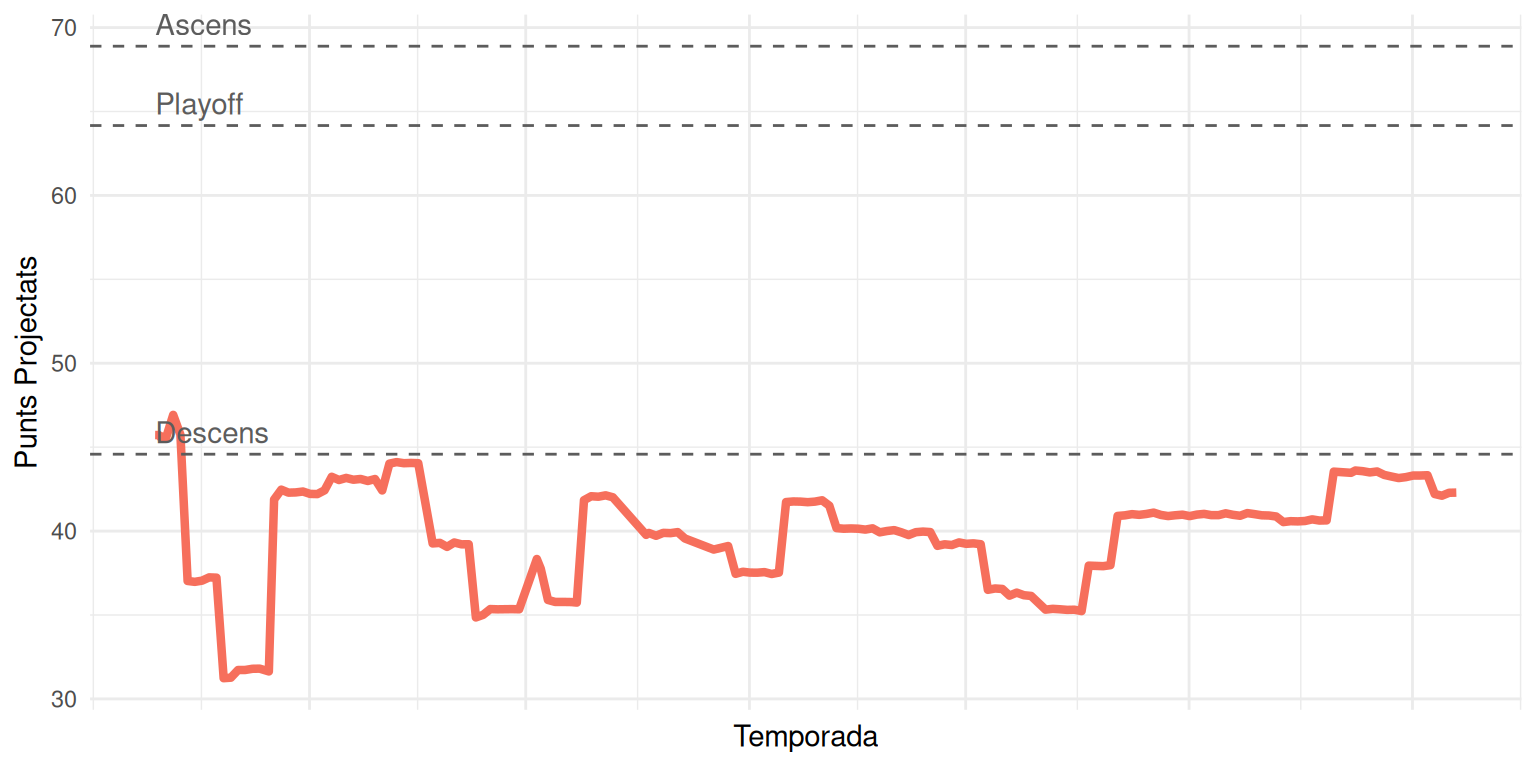 70
Ascens
Playoff
60
50
Descens
40
30
Punts Projectats
Temporada